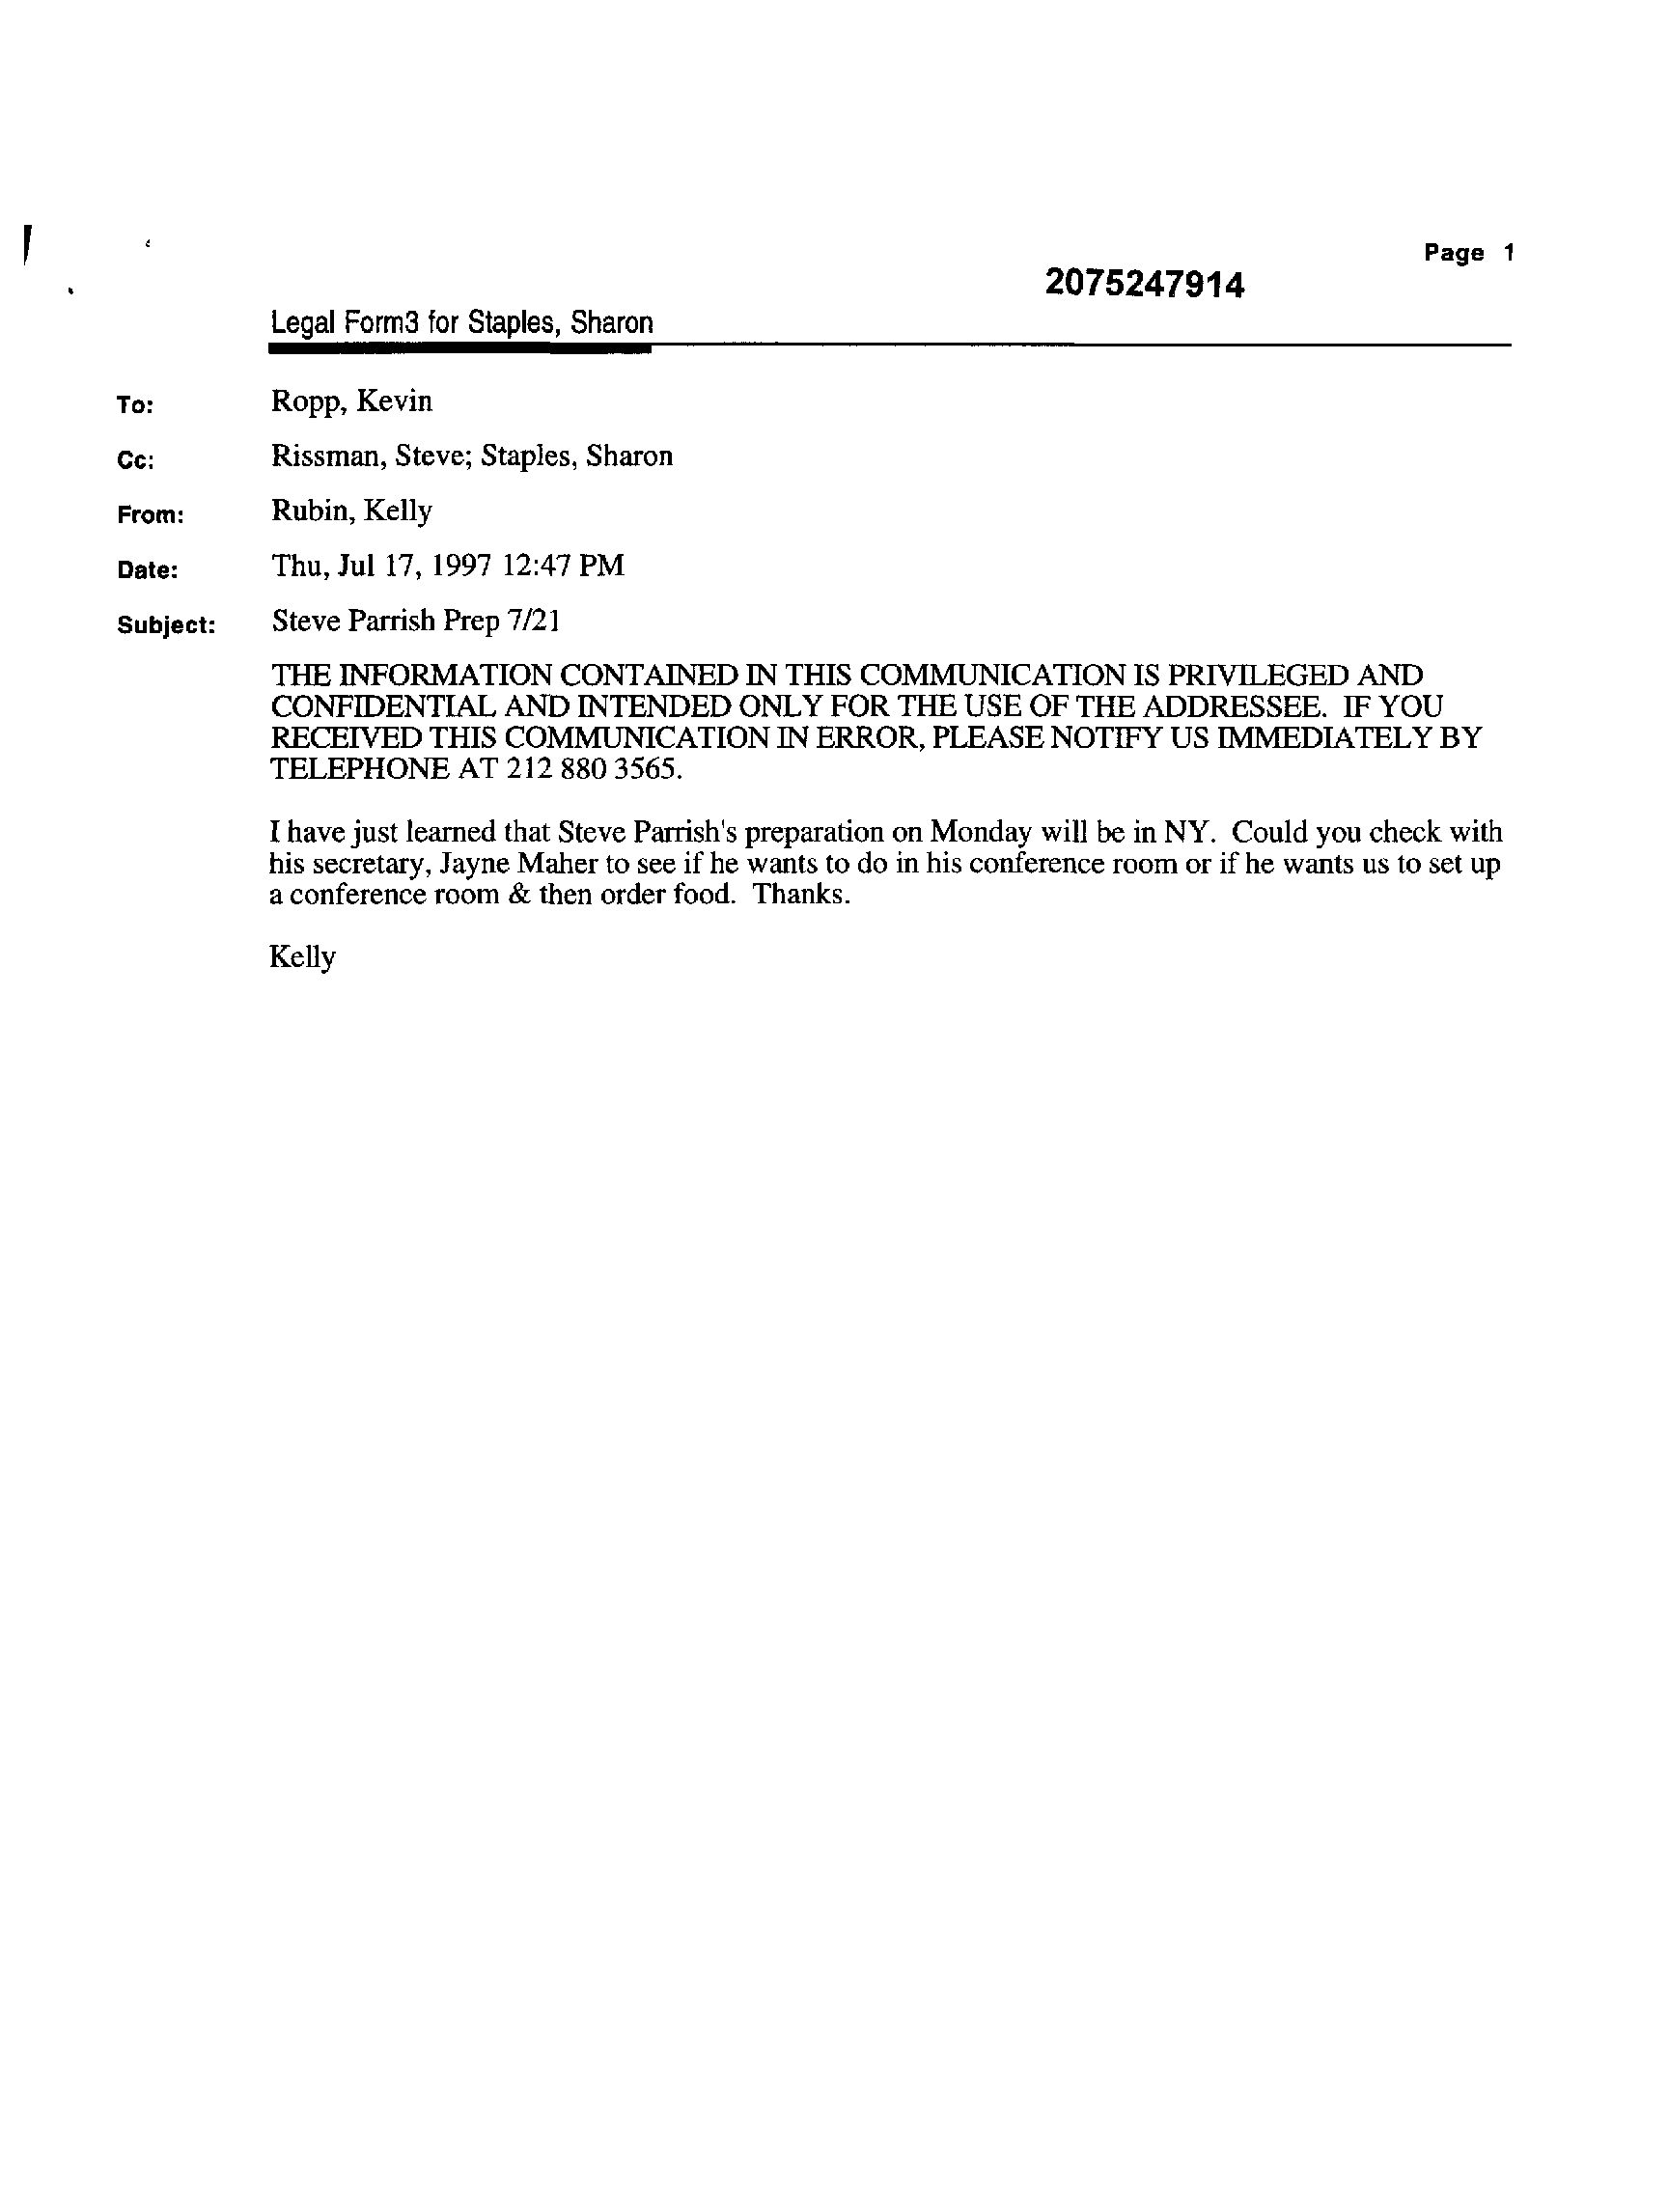 Page 1
2075247914
Legal Form3 for Staples, Sharon
To: Ropp, Kevin
Cc: Rissman, Steve; Staples, Sharon
From: Rubin, Kelly
Date: Thu, Jul 17, 1997 12:47 PM
Subject: Steve Parrish Prep 7/21
THE INFORMATION CONTAINED IN THIS COMMUNICATION IS PRIVILEGED AND
CONFIDENTIAL AND INTENDED ONLY FOR THE USE OF THE ADDRESSEE. IF YOU
RECEIVED THIS COMMUNICATION IN ERROR, PLEASE NOTIFY US IMMEDIATELY BY
TELEPHONE AT 212 880 3565.
I have just learned that Steve Parrish's preparation on Monday will be in NY. Could you check with
his secretary, Jayne Maher to see if he wants to do in his conference room or if he wants us to set up
a conference room & then order food. Thanks.
Kelly